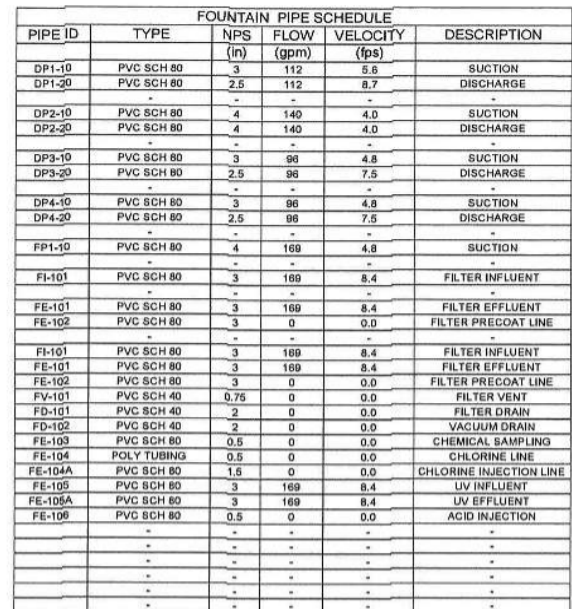 FOUNTAIN PIPE SCHEDULE
PIPE ID TYPE NPS FLOW VELOCITY DESCRIPTION
(in) (gpm) (fps)
DP1-10 PVC SCH 80 3 112 5.6 SUCTION
DP1-20 PVC SCH 80 2.5 112 8.7 DISCHARGE
- - - - -
DP2-10 PVC SCH 80 4 140 4.0 SUCTION
DP2-20 PVC SCH 80 4 140 4.0 DISCHARGE
- - - - -
DP3-10 PVC SCH 80 3 96 4.8 SUCTION
DP3-20 PVC SCH 80 2.5 96 7.5 DISCHARGE
- - - - -
DP4-10 PVC SCH 80 3 96 4.8 SUCTION
DP4-20 PVC SCH 80 2.5 96 7.5 DISCHARGE
- - - - -
FP1-10 PVC SCH 80 4 169 4.8 SUCTION
- - - - -
FI-101 PVC SCH 80 3 169 8.4 FILTER INFLUENT
- - - - -
FE-101 PVC SCH 80 3 169 8.4 FILTER EFFLUENT
FE-102 PVC SCH 80 3 0 0.0 FILTER PRECOAT LINE
- - - - -
FI-101 PVC SCH 80 3 169 8.4 FILTER INFLUENT
FE-101 PVC SCH 80 3 169 8.4 FILTER EFFLUENT
FE-102 PVC SCH 80 3 0 0.0 FILTER PRECOAT LINE
FV-101 PVC SCH 40 0.75 0 0.0 FILTER VENT
FD-101 PVC SCH 40 2 0 0.0 FILTER DRAIN
FD-102 PVC SCH 40 2 0 0.0 VACUUM DRAIN
FE-103 PVC SCH 80 0.5 0 0.0 CHEMICAL SAMPLING
FE-104 POLY TUBING 0.5 0 0.0 CHLORINE LINE
FE-104A PVC SCH 80 1.5 0 0.0 CHLORINE INJECTION LINE
FE-105 PVC SCH 80 3 169 8.4 UV INFLUENT
FE-105A PVC SCH 80 3 169 8.4 UV EFFLUENT
FE-106 PVC SCH 80 0.5 0 0.0 ACID INJECTION
- - - - -
- - - - -
- - - - -
- - - - -
- - - - -
- - - - -